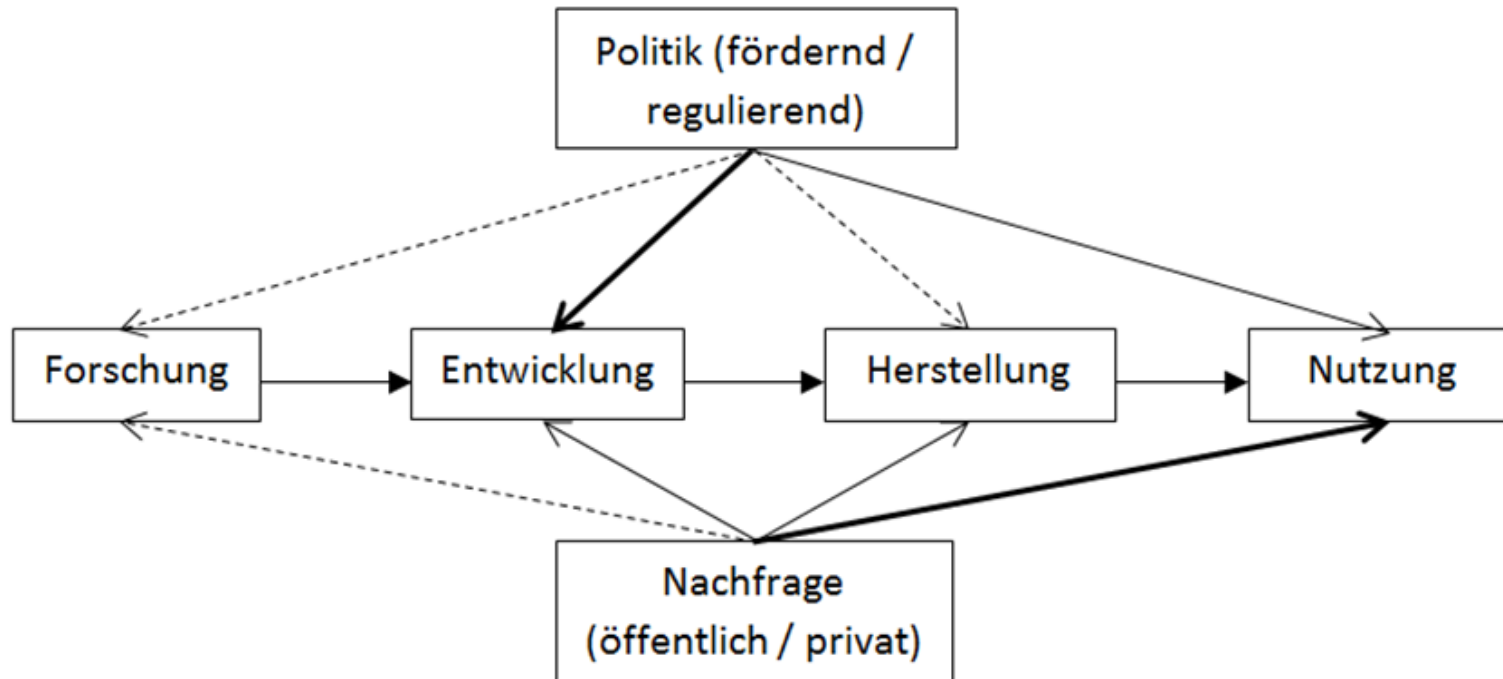 Politik (fördernd /
regulierend)
Forschung
Entwicklung
Herstellung
Nutzung
Nachfrage
(öffentlich / privat)